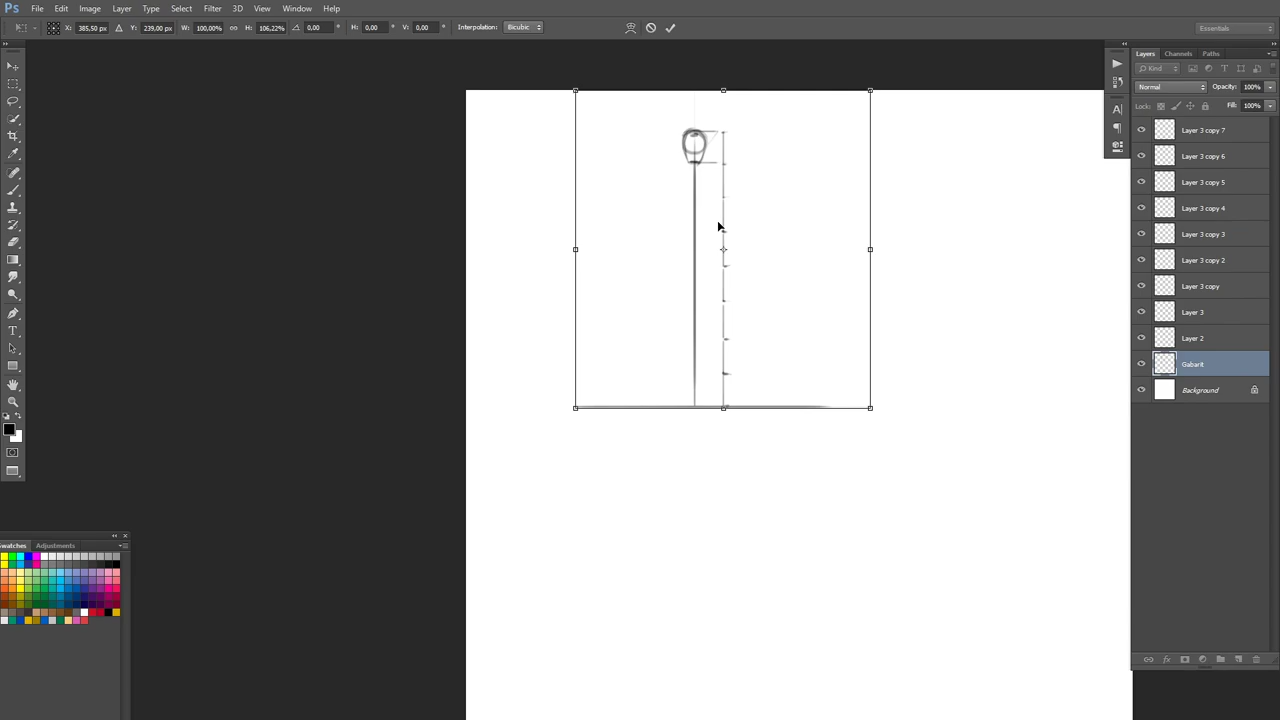 Ps File Edit Image Layer Type Select Filter 3D View Window Help
X: 385,50 px Y: 239,00 px W: 100,00% H: 106,22% 0,00 ° H: 0,00 ° V: 0,00 ° Interpolation: Bicubic Essentials
Layers Channels Paths
Kind
Normal Opacity: 100%
Lock: Fill: 100%
Layer 3 copy 7
Layer 3 copy 6
Layer 3 copy 5
Layer 3 copy 4
Layer 3 copy 3
Layer 3 copy 2
Layer 3 copy
Layer 3
Layer 2
Gabarit
Background
Swatches Adjustments